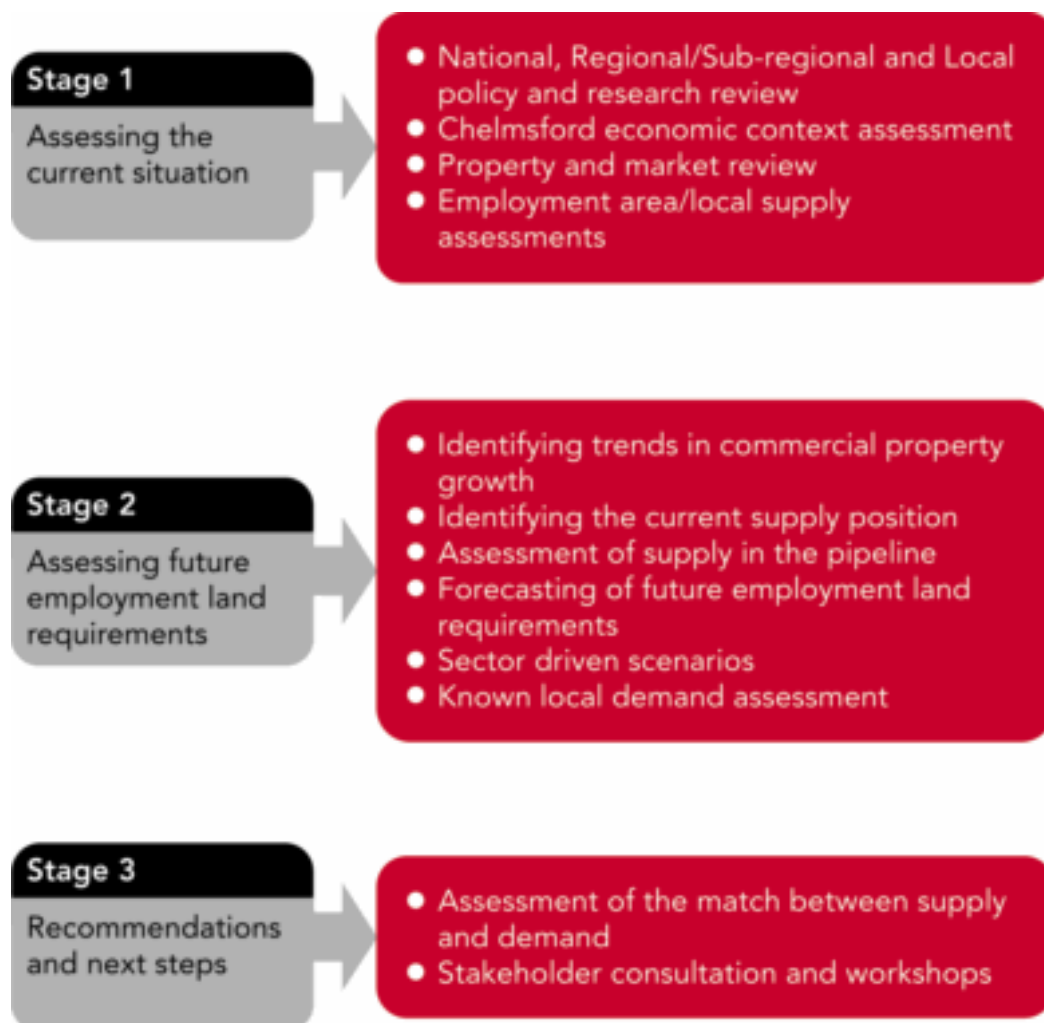 Stage 1
Assessing the
current situation
● National, Regional/Sub-regional and Local
policy and research review
● Chelmsford economic context assessment
● Property and market review
● Employment area/local supply
assessments
Stage 2
Assessing future
employment land
requirements
● Identifying trends in commercial property
growth
● Identifying the current supply position
● Assessment of supply in the pipeline
● Forecasting of future employment land
requirements
● Sector driven scenarios
● Known local demand assessment
Stage 3
Recommendations
and next steps
● Assessment of the match between supply
and demand
● Stakeholder consultation and workshops